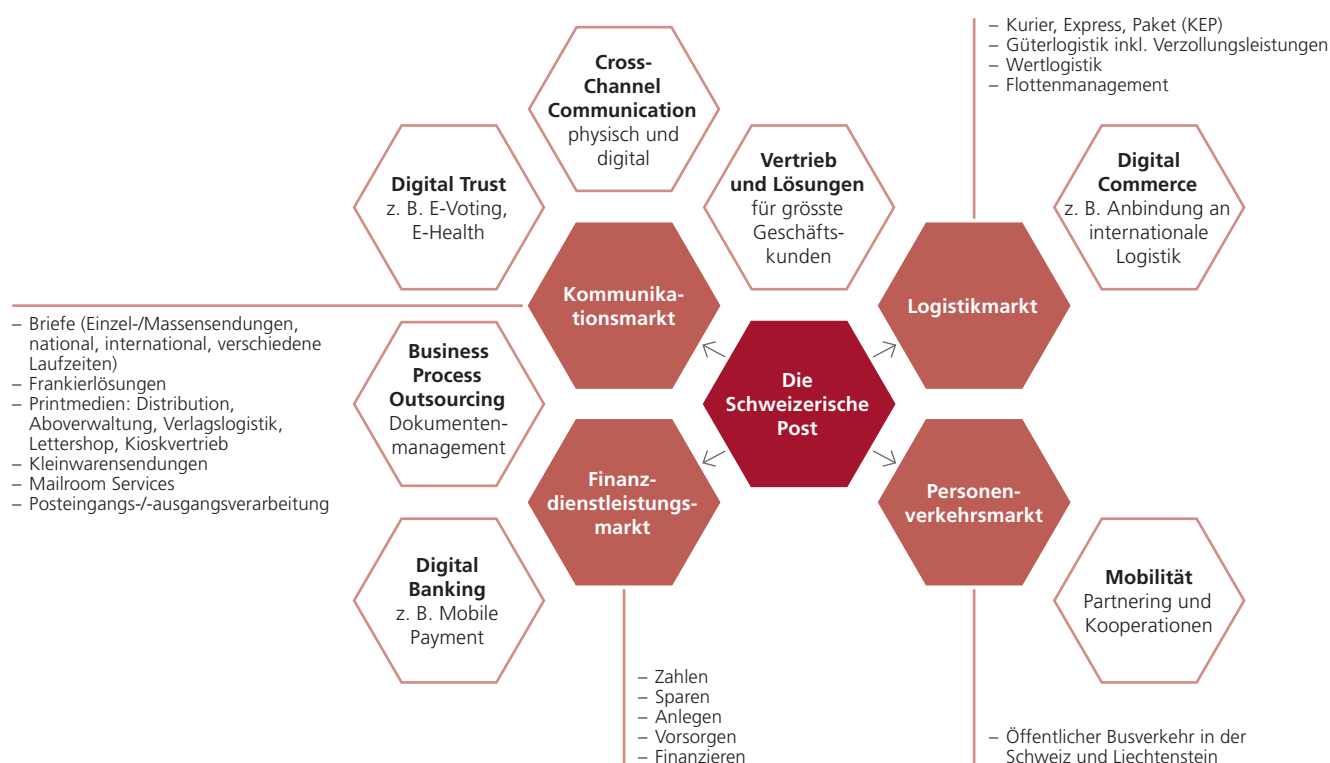 – Kurier, Express, Paket (KEP)
– Güterlogistik inkl. Verzollungsleistungen
– Wertlogistik
– Flottenmanagement
Cross-
Channel
Communication
physisch und
digital
Digital Trust
z. B. E-Voting,
E-Health
Vertrieb
und Lösungen
für grösste
Geschäfts-
kunden
Digital
Commerce
z. B. Anbindung an
internationale
Logistik
Kommunika-
tionsmarkt
Logistikmarkt
– Briefe (Einzel-/Massensendungen,
national, international, verschiedene
Laufzeiten)
– Frankierlösungen
– Printmedien: Distribution,
Aboverwaltung, Verlagslogistik,
Lettershop, Kioskvertrieb
– Kleinwarensendungen
– Mailroom Services
– Posteingangs-/-ausgangsverarbeitung
Business
Process
Outsourcing
Dokumenten-
management
Die
Schweizerische
Post
Finanz-
dienstleistungs-
markt
Personen-
verkehrsmarkt
Digital
Banking
z. B. Mobile
Payment
Mobilität
Partnering und
Kooperationen
– Zahlen
– Sparen
– Anlegen
– Vorsorgen
– Finanzieren
– Öffentlicher Busverkehr in der
Schweiz und Liechtenstein